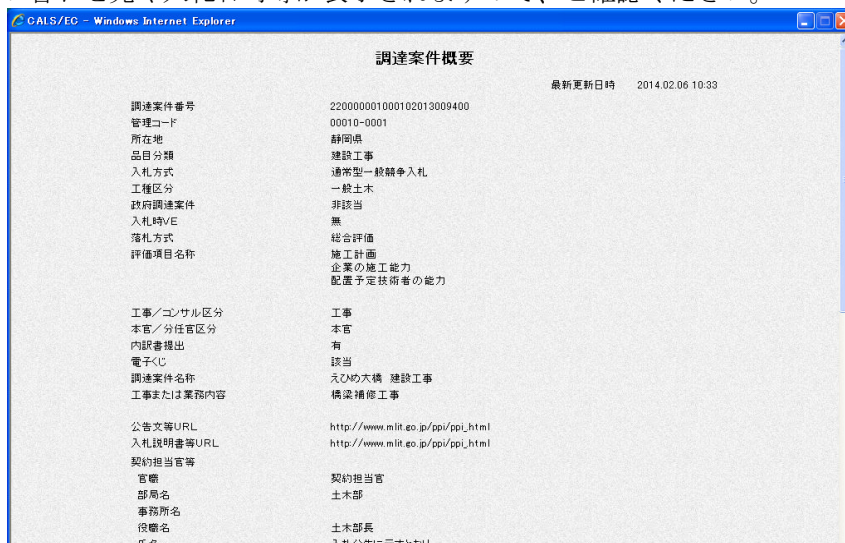 CALS/EC - Windows Internet Explorer
調達案件概要
最新更新日時 2014.02.06 10:33
調達案件番号 220000001000102013009400
管理コード 00010-0001
所在地 静岡県
品目分類 建設工事
入札方式 通常型一般競争入札
工種区分 一般土木
政府調達案件 非該当
入札時VE 無
落札方式 総合評価
評価項目名称 施工計画
企業の施工能力
配置予定技術者の能力
工事/コンサル区分 工事
本官/分任官区分 本官
内訳書提出 有
電子くじ 該当
調達案件名称 えひめ大橋 建設工事
工事または業務内容 橋梁補修工事
公告文等URL http://www.mlit.go.jp/ppi/ppi_html
入札説明書等URL http://www.mlit.go.jp/ppi/ppi_html
契約担当官等
官職 契約担当官
部局名 土木部
事務所名
役職名 土木部長